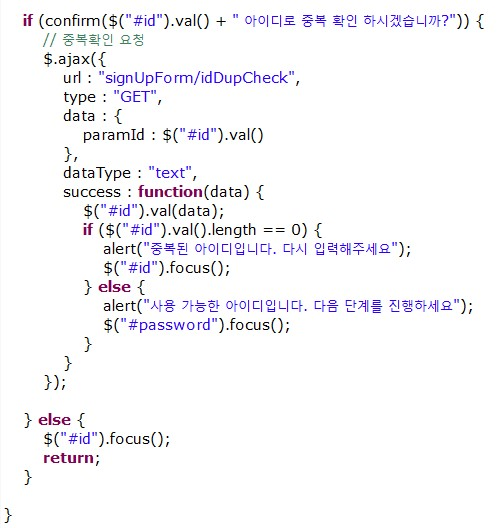 if (confirm($("#id").val() + " 아이디로 중복 확인 하시겠습니까?")) {
// 중복확인 요청
$.ajax({
url : "signUpForm/idDupCheck",
type : "GET",
data : {
paramId : $("#id").val()
},
dataType : "text",
success : function(data) {
$("#id").val(data);
if ($("#id").val().length == 0) {
alert("중복된 아이디입니다. 다시 입력해주세요");
$("#id").focus();
} else {
alert("사용 가능한 아이디입니다. 다음 단계를 진행하세요");
$("#password").focus();
}
}
});
} else {
$("#id").focus();
return;
}
}